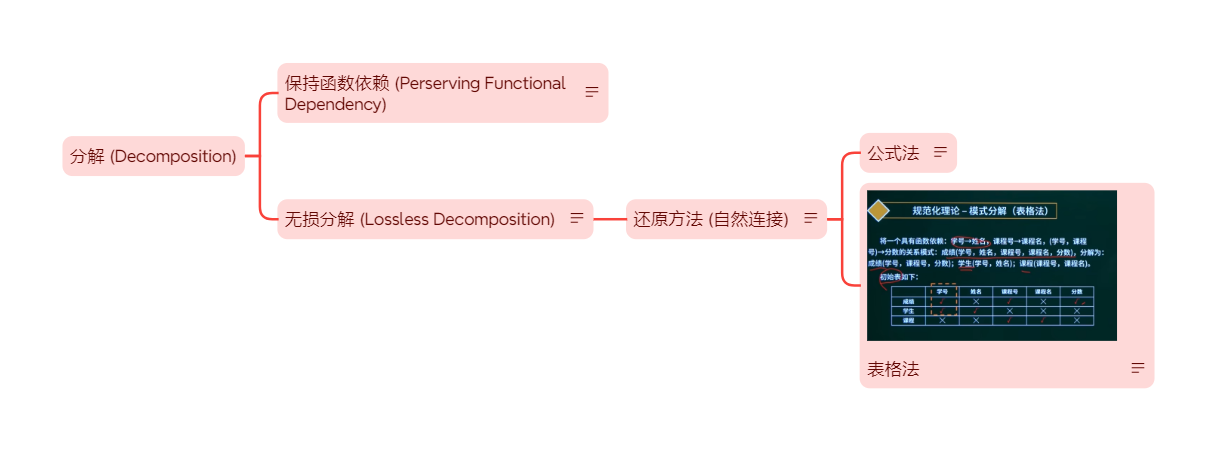 分解 (Decomposition)
保持函数依赖 (Perserving Functional
Dependency)
无损分解 (Lossless Decomposition)
还原方法 (自然连接)
公式法
规范化理论 – 模式分解（表格法）
将一个具有函数依赖：学号→姓名，课程号→课程名，(学号，课程
号)→分数的关系模式：成绩(学号，姓名，课程号，课程名，分数)，分解为：
成绩(学号，课程号，分数)；学生(学号，姓名)；课程(课程号，课程名)。
初始表如下：
学号 姓名 课程号 课程名 分数
成绩 ✓ × ✓ × ✓
学生 ✓ ✓ × × ×
课程 × × ✓ ✓ ×
表格法